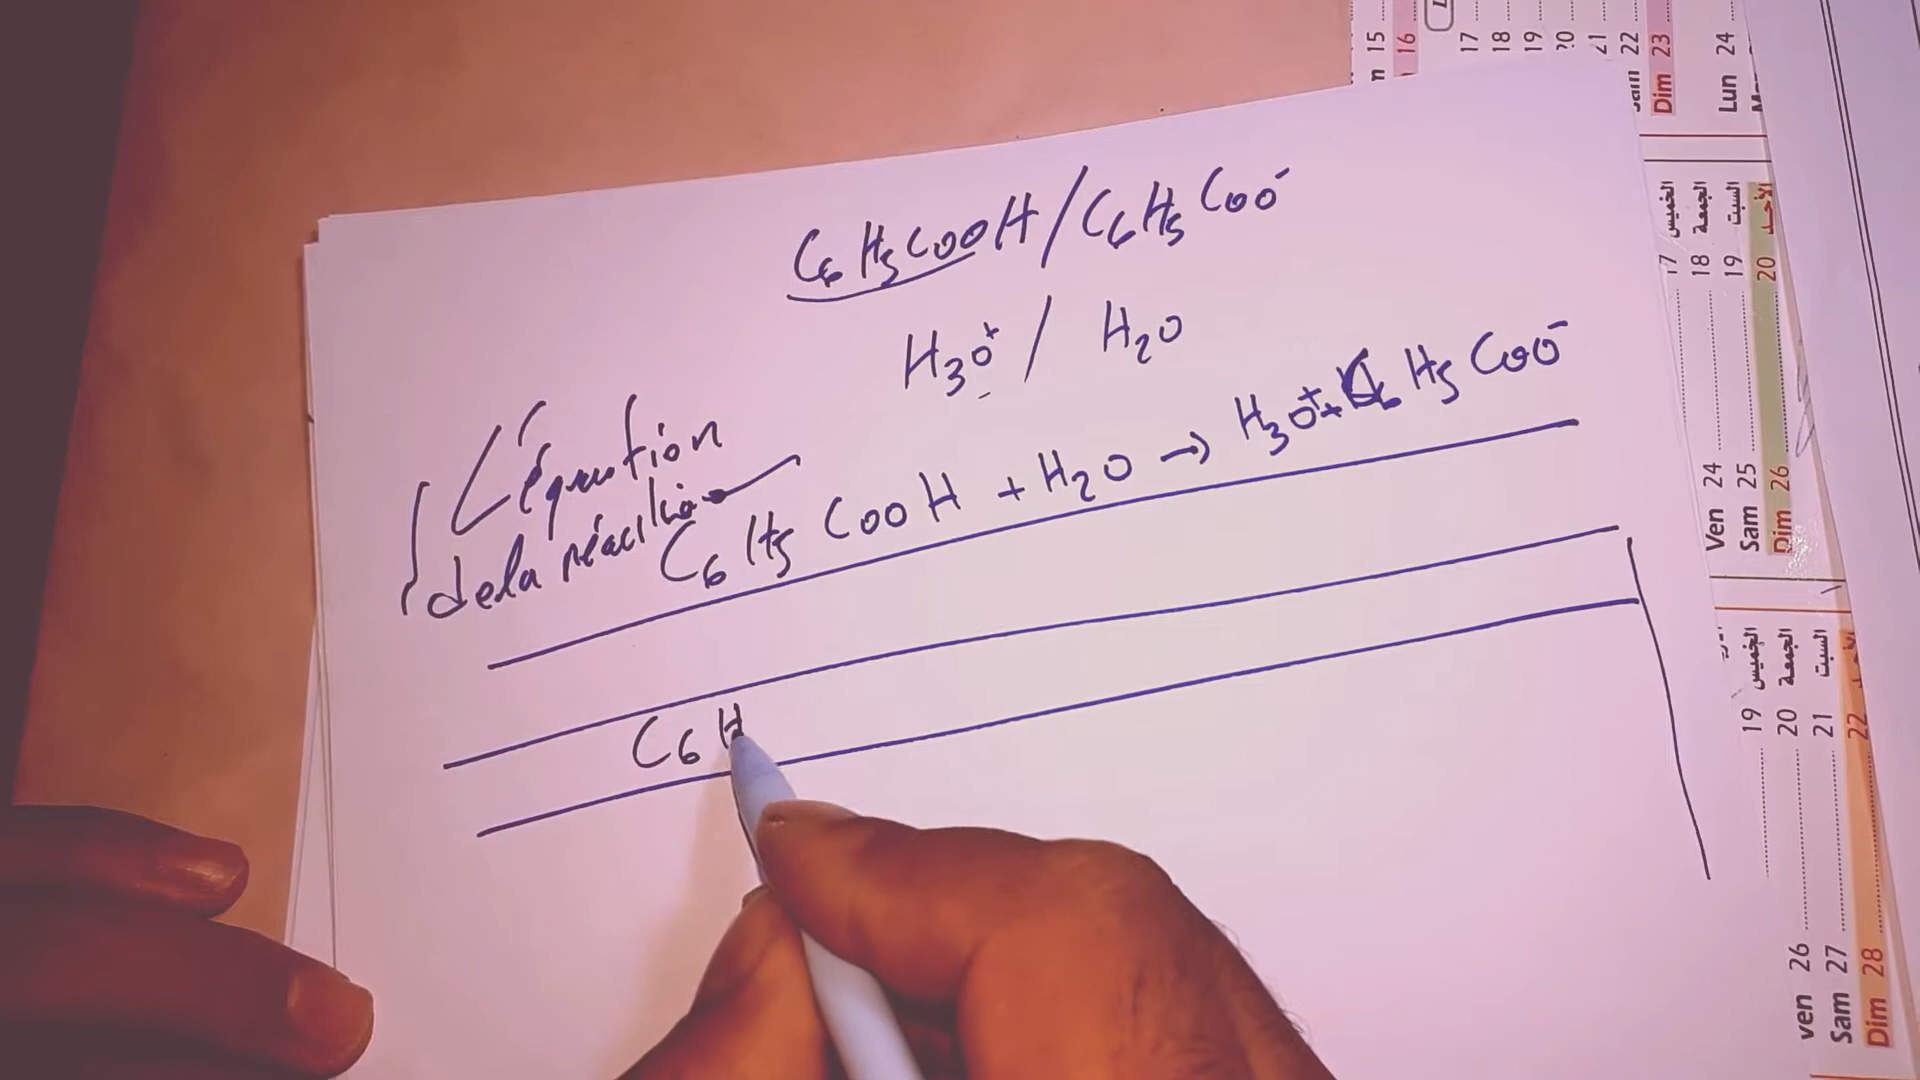 C6H5COOH/C6H5COO-
H3O+ / H2O
L'équation
de la réaction
C6H5COOH + H2O → H3O+ + C6H5COO-
C6H
15
16
17
18
19
20
21
22
Dim 23
Lun 24
الخميس 17
الجمعة 18
السبت 19
الأحد 20
Ven 24
Sam 25
Dim 26
الخميس 19
الجمعة 20
السبت 21
22
ven 26
Sam 27
Dim 28